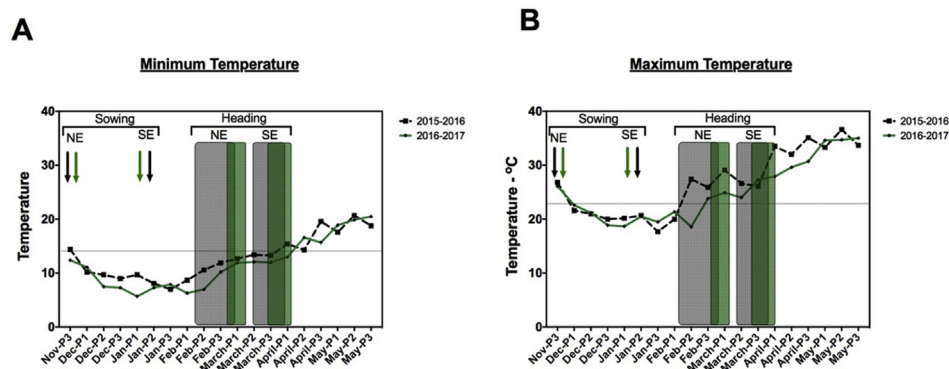 A
Minimum Temperature
2015-2016
2016-2017
Sowing
Heading
NE
SE
NE
SE
Temperature
40
30
20
10
0
Nov-P3
Dec-P1
Dec-P2
Dec-P3
Jan-P1
Jan-P2
Jan-P3
Feb-P1
Feb-P2
Feb-P3
March-P1
March-P2
March-P3
April-P1
April-P2
April-P3
May-P1
May-P2
May-P3
B
Maximum Temperature
2015-2016
2016-2017
Sowing
Heading
NE
SE
NE
SE
Temperature - ºC
40
30
20
10
0
Nov-P3
Dec-P1
Dec-P2
Dec-P3
Jan-P1
Jan-P2
Jan-P3
Feb-P1
Feb-P2
Feb-P3
March-P1
March-P2
March-P3
April-P1
April-P2
April-P3
May-P1
May-P2
May-P3